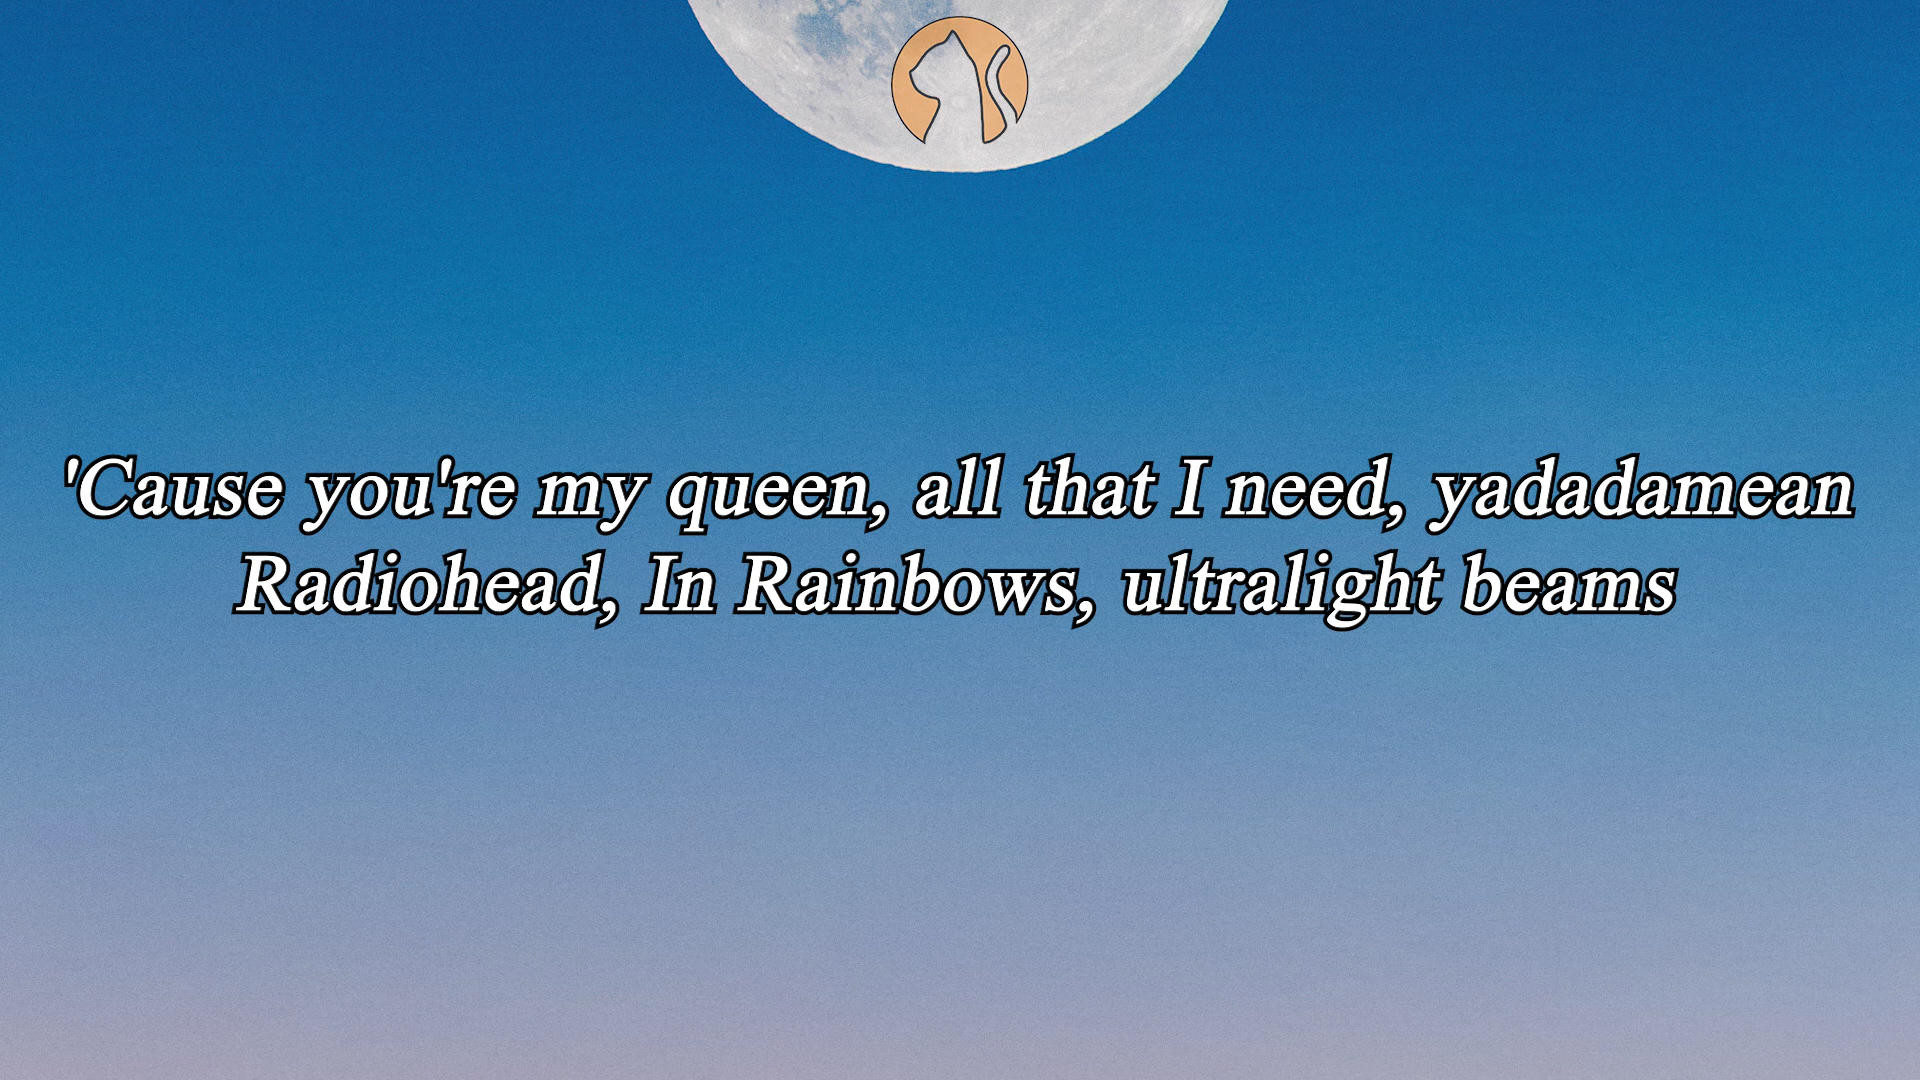 'Cause you're my queen, all that I need, yadadamean
Radiohead, In Rainbows, ultralight beams